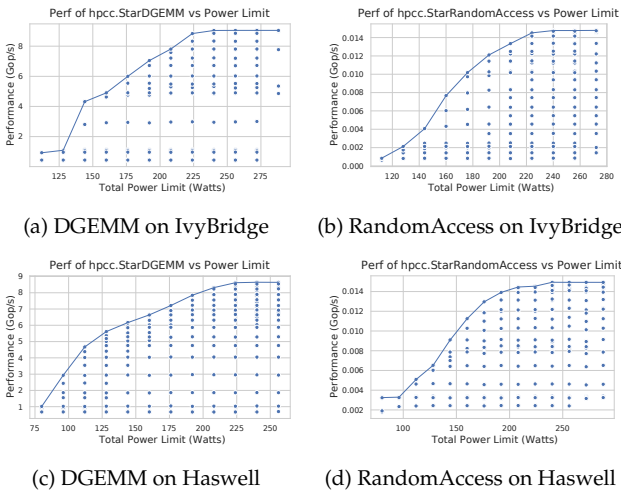 Perf of hpcc.StarDGEMM vs Power Limit
Performance (Gop/s)
8
6
4
2
125 150 175 200 225 250 275
Total Power Limit (Watts)
(a) DGEMM on IvyBridge
Perf of hpcc.StarRandomAccess vs Power Limit
Performance (Gop/s)
0.014
0.012
0.010
0.008
0.006
0.004
0.002
0.000
120 140 160 180 200 220 240 260 280
Total Power Limit (Watts)
(b) RandomAccess on IvyBridge
Perf of hpcc.StarDGEMM vs Power Limit
Performance (Gop/s)
9
8
7
6
5
4
3
2
1
75 100 125 150 175 200 225 250
Total Power Limit (Watts)
(c) DGEMM on Haswell
Perf of hpcc.StarRandomAccess vs Power Limit
Performance (Gop/s)
0.014
0.012
0.010
0.008
0.006
0.004
0.002
100 150 200 250
Total Power Limit (Watts)
(d) RandomAccess on Haswell